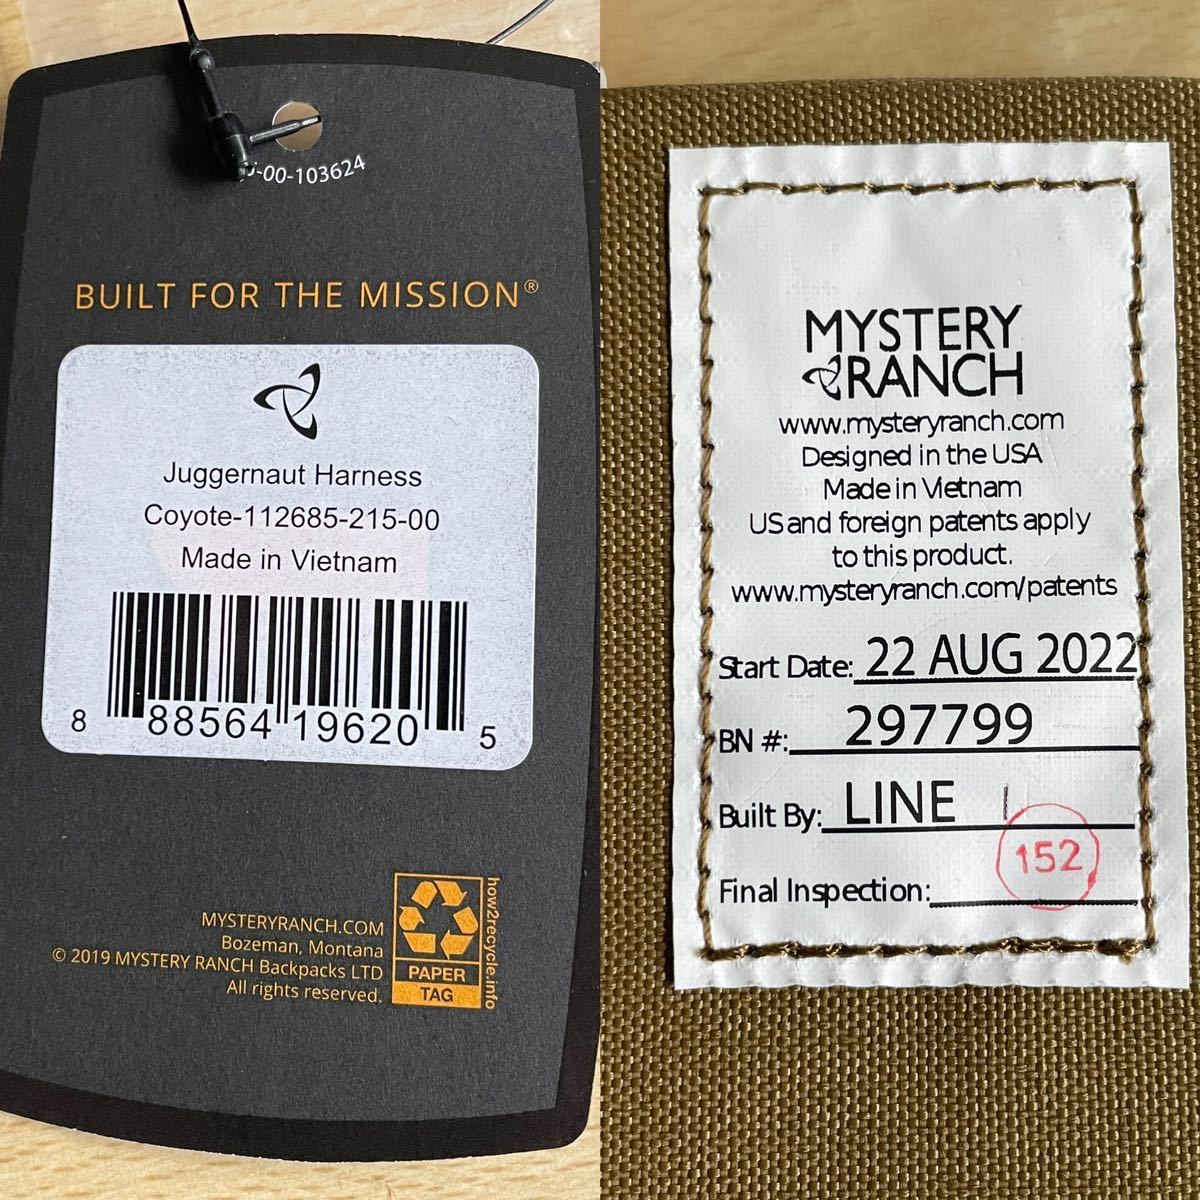 -00-103624
BUILT FOR THE MISSION®
Juggernaut Harness
Coyote-112685-215-00
Made in Vietnam
8 88564 19620 5
MYSTERYRANCH.COM
Bozeman, Montana
© 2019 MYSTERY RANCH Backpacks LTD
All rights reserved.
PAPER
TAG
how2recycle.info
MYSTERY
RANCH
www.mysteryranch.com
Designed in the USA
Made in Vietnam
US and foreign patents apply
to this product.
www.mysteryranch.com/patents
Start Date: 22 AUG 2022
BN #: 297799
Built By: LINE 1
152
Final Inspection: